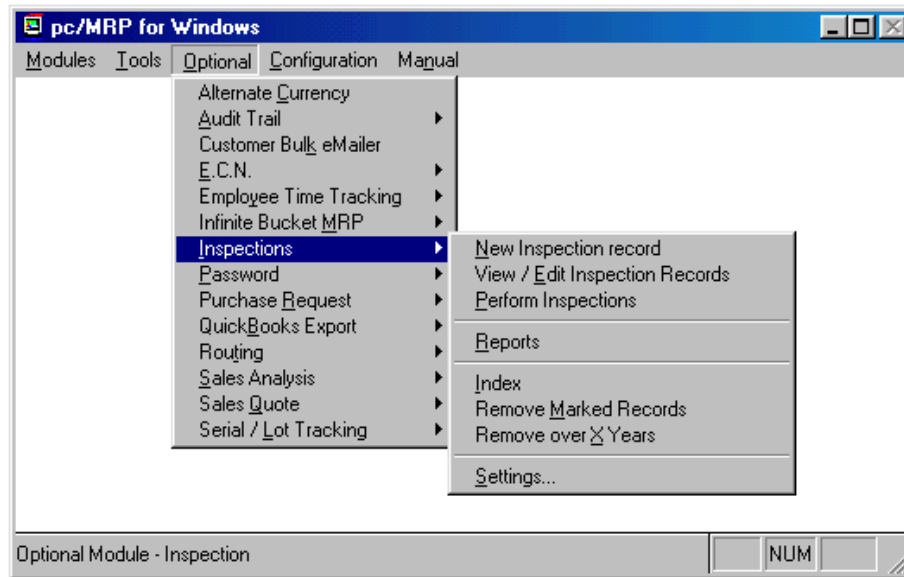 pc/MRP for Windows
Modules Tools Optional Configuration Manual
Alternate Currency
Audit Trail
Customer Bulk eMailer
E.C.N.
Employee Time Tracking
Infinite Bucket MRP
Inspections
Password
Purchase Request
QuickBooks Export
Routing
Sales Analysis
Sales Quote
Serial / Lot Tracking
New Inspection record
View / Edit Inspection Records
Perform Inspections
Reports
Index
Remove Marked Records
Remove over X Years
Settings...
Optional Module - Inspection NUM